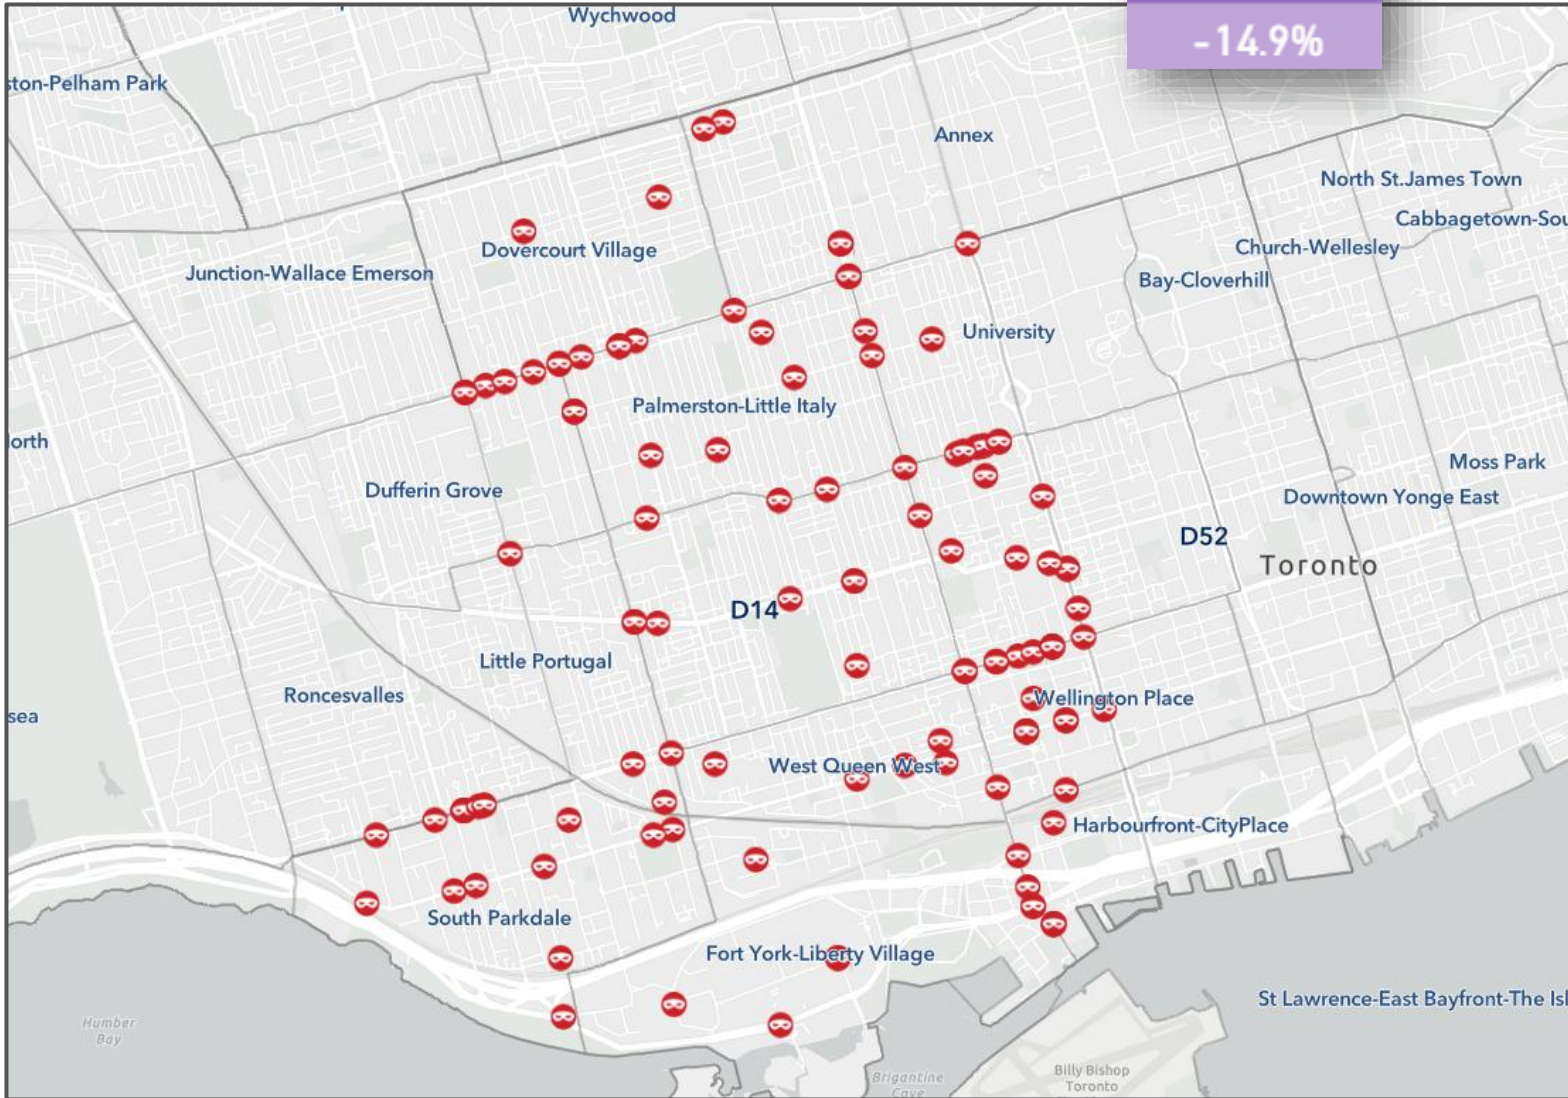 Wychwood
-14.9%
ston-Pelham Park
Annex
North St.James Town
Cabbagetown-Sou
Church-Wellesley
Dovercourt Village
Junction-Wallace Emerson
Bay-Cloverhill
University
Palmerston-Little Italy
orth
Moss Park
Dufferin Grove
Downtown Yonge East
D52
Toronto
D14
Little Portugal
Roncesvalles
Wellington Place
sea
West Queen West
Harbourfront-CityPlace
South Parkdale
Fort York-Liberty Village
St Lawrence-East Bayfront-The Isl
Humber
Bay
Billy Bishop
Toronto
Brigantine
Cove